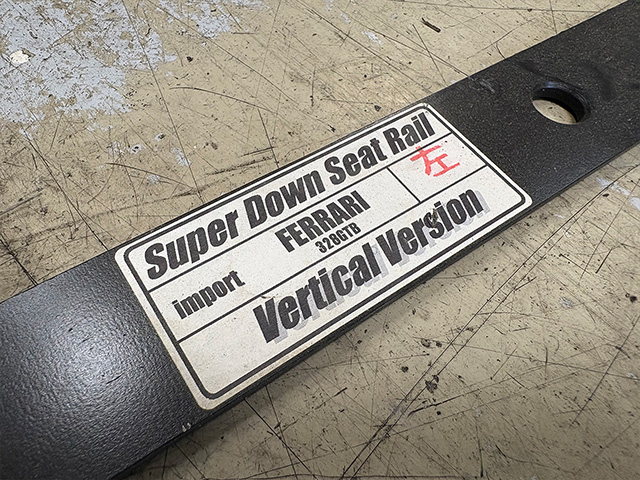 Super Down Seat Rail
import
FERRARI
328GTB
左
Vertical Version